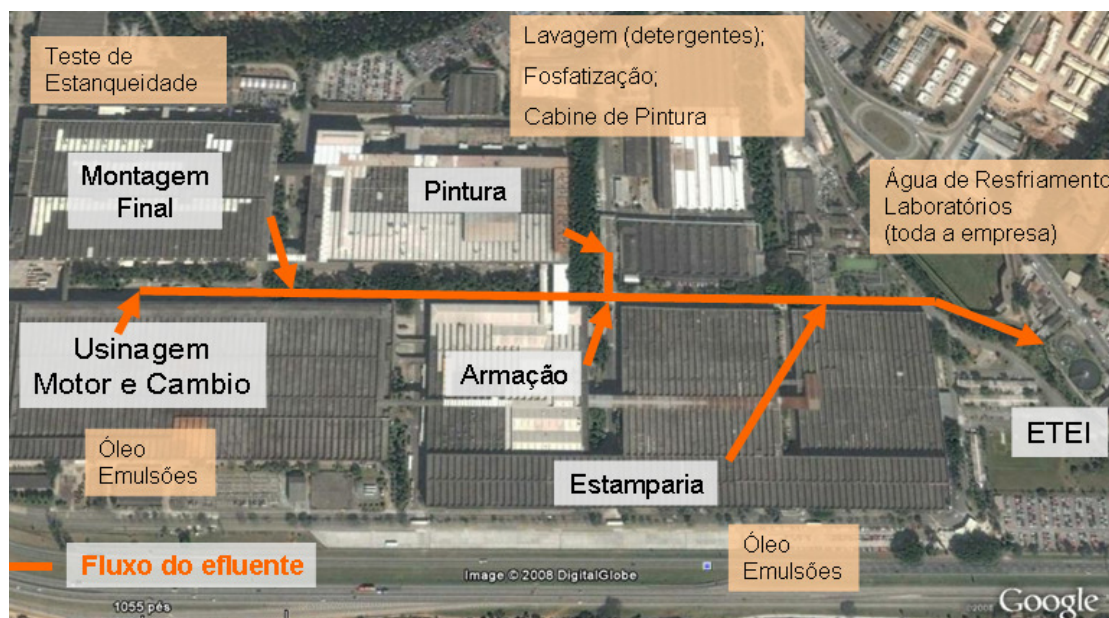 Teste de
Estanqueidade
Lavagem (detergentes);
Fosfatização;
Cabine de Pintura
Montagem
Final
Pintura
Água de Resfriamento
Laboratórios
(toda a empresa)
Usinagem
Motor e Cambio
Armação
ETEI
Óleo
Emulsões
Estamparia
Óleo
Emulsões
Fluxo do efluente
Image © 2008 DigitalGlobe
1055 pés
©2008 Google